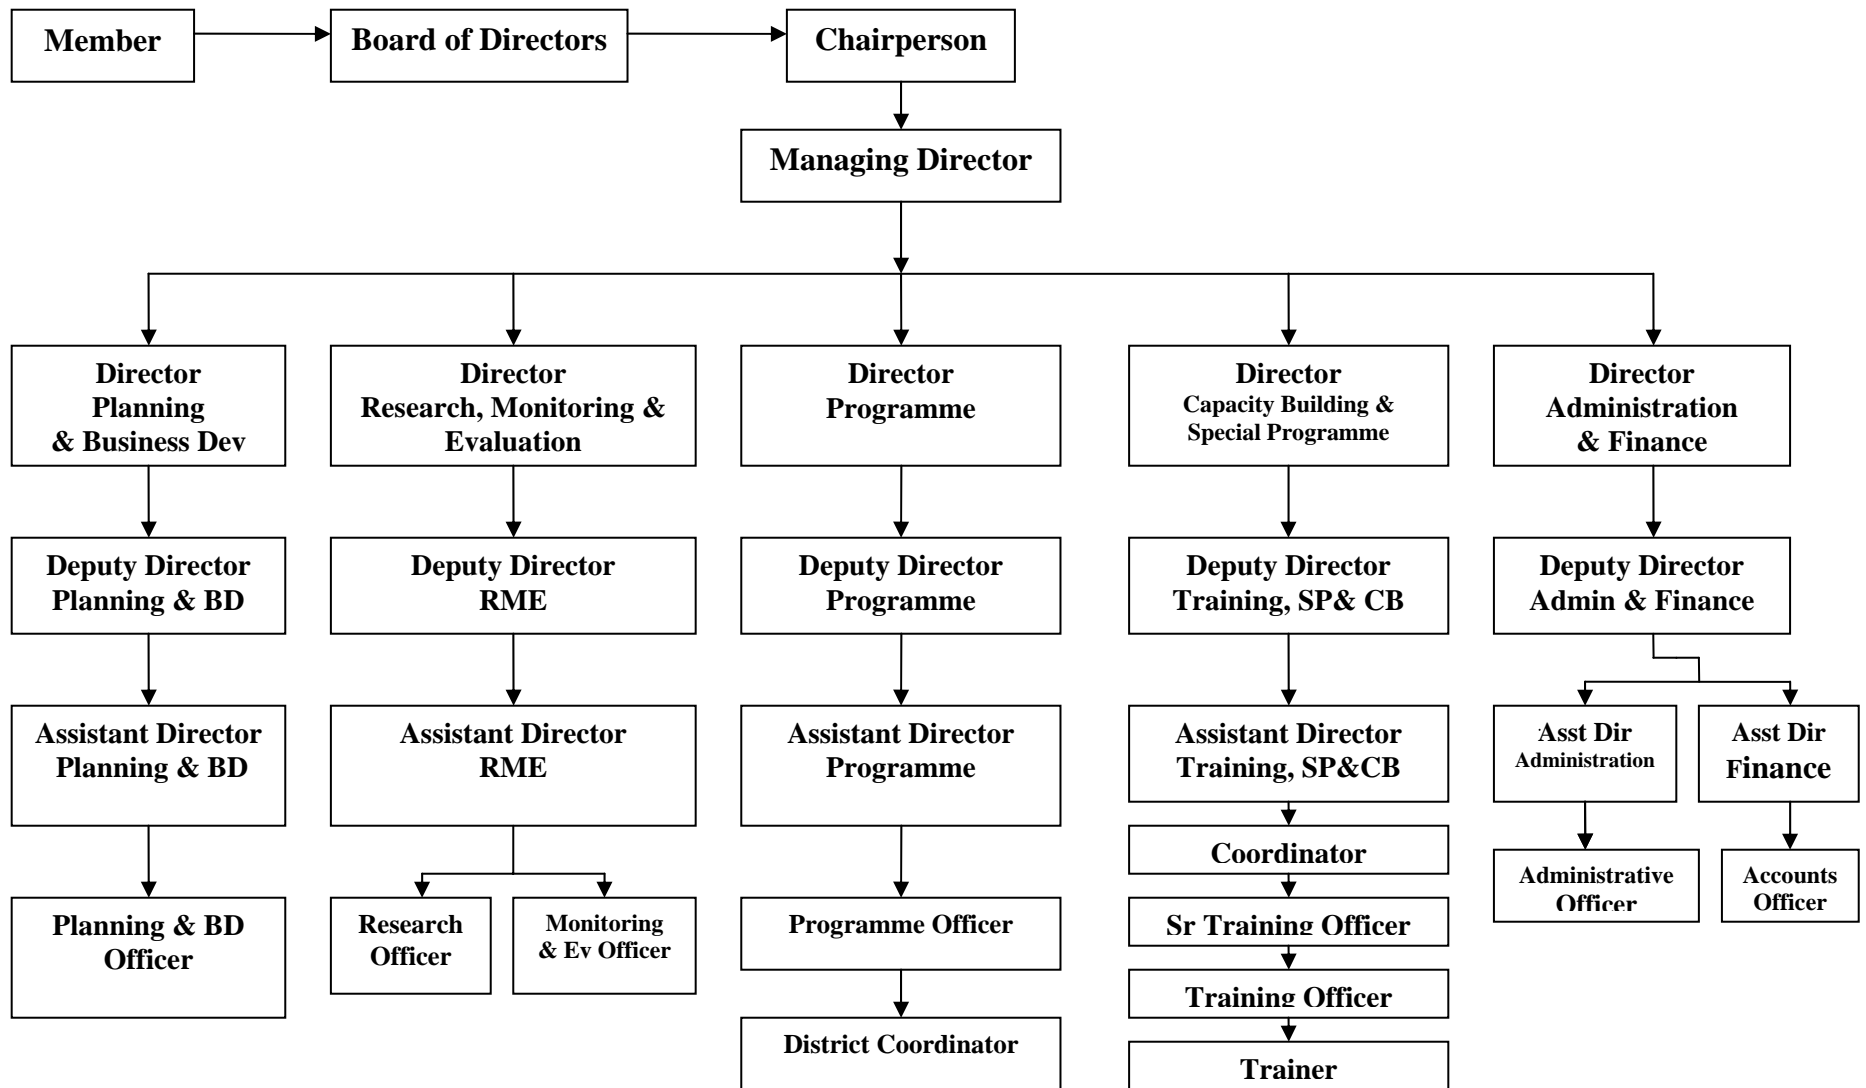 Member
Board of Directors
Chairperson
Managing Director
Director
Planning
& Business Dev
Director
Research, Monitoring &
Evaluation
Director
Programme
Director
Capacity Building &
Special Programme
Director
Administration
& Finance
Deputy Director
Planning & BD
Deputy Director
RME
Deputy Director
Programme
Deputy Director
Training, SP& CB
Deputy Director
Admin & Finance
Assistant Director
Planning & BD
Assistant Director
RME
Assistant Director
Programme
Assistant Director
Training, SP&CB
Asst Dir
Administration
Asst Dir
Finance
Coordinator
Administrative
Officer
Accounts
Officer
Planning & BD
Officer
Research
Officer
Monitoring
& Ev Officer
Programme Officer
Sr Training Officer
Training Officer
District Coordinator
Trainer